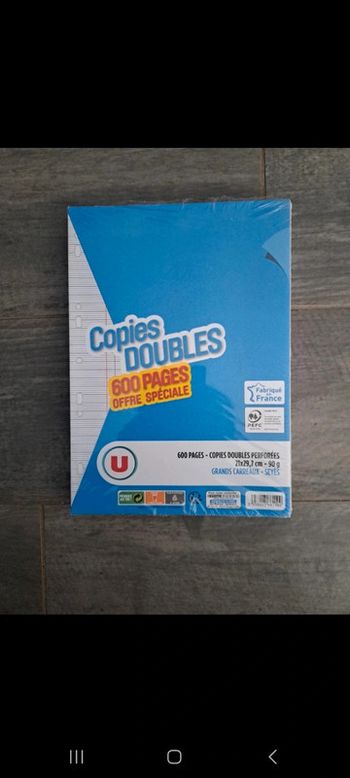 Copies
DOUBLES
600 PAGES
OFFRE SPÉCIALE
Fabriqué
en France
PEFC
U
600 PAGES - COPIES DOUBLES PERFORÉES
21x29,7 cm - 90 g
GRANDS CARREAUX - SEYÈS